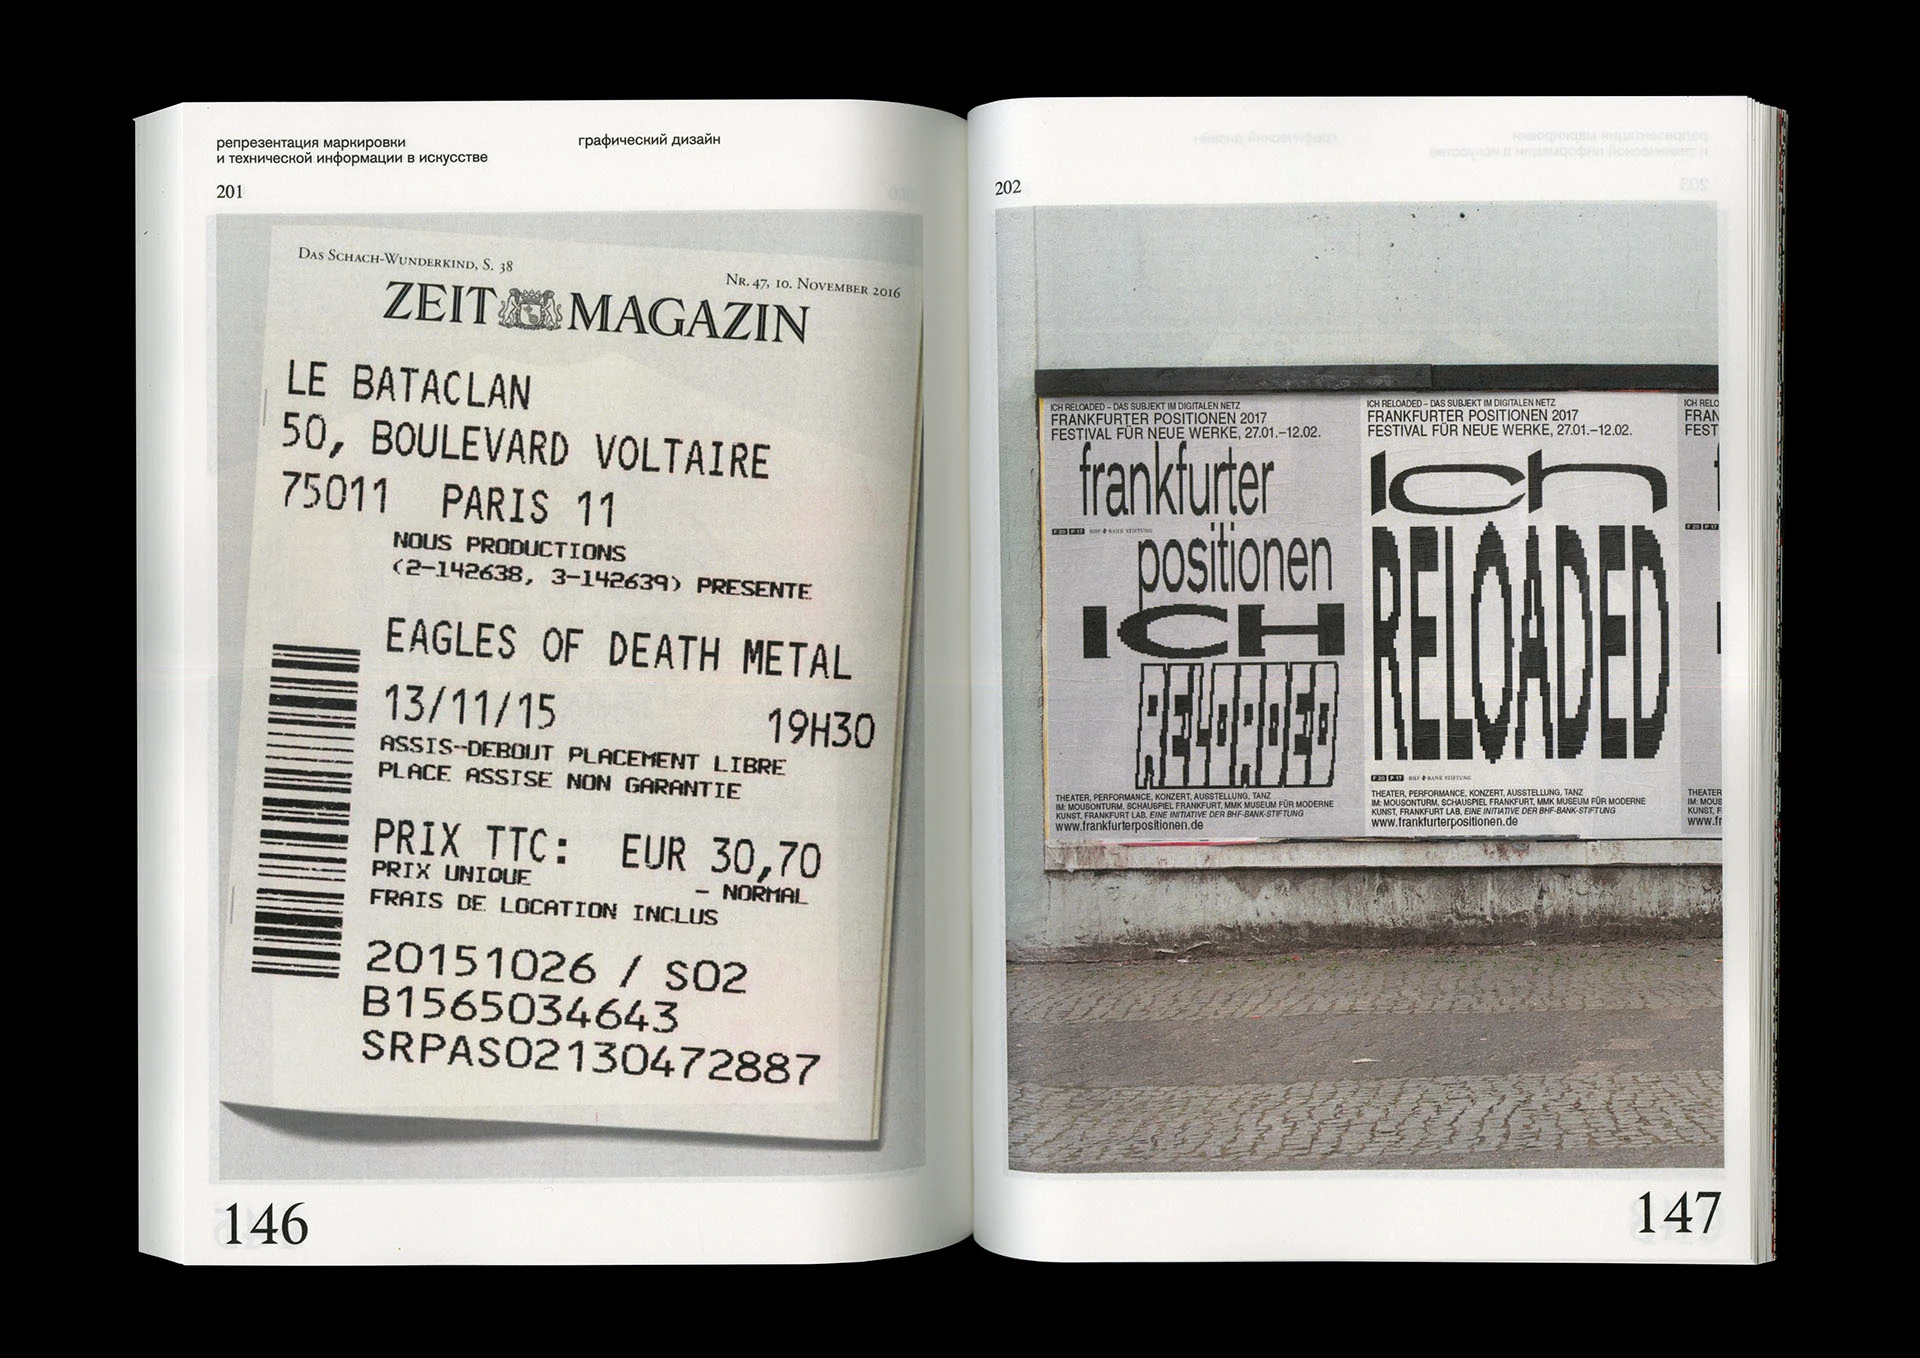 репрезентация маркировки
и технической информации в искусстве
графический дизайн
201
Das Schach-Wunderkind, S. 38
Nr. 47, 10. November 2016
ZEIT MAGAZIN
LE BATACLAN
50, BOULEVARD VOLTAIRE
75011 PARIS 11
NOUS PRODUCTIONS
(2-142638, 3-142639) PRESENTE
EAGLES OF DEATH METAL
13/11/15 19H30
ASSIS-DEBOUT PLACEMENT LIBRE
PLACE ASSISE NON GARANTIE
PRIX TTC: EUR 30,70
PRIX UNIQUE - NORMAL
FRAIS DE LOCATION INCLUS
20151026 / S02
B1565034643
SRPAS02130472887
146
202
ICH RELOADED – DAS SUBJEKT IM DIGITALEN NETZ
FRANKFURTER POSITIONEN 2017
FESTIVAL FÜR NEUE WERKE, 27.01.–12.02.
frankfurter
F 20 P 17 BHF BANK STIFTUNG
positionen
ICH
RELOADED
THEATER, PERFORMANCE, KONZERT, AUSSTELLUNG, TANZ
IM: MOUSONTURM, SCHAUSPIEL FRANKFURT, MMK MUSEUM FÜR MODERNE
KUNST, FRANKFURT LAB, EINE INITIATIVE DER BHF-BANK-STIFTUNG
www.frankfurterpositionen.de
ICH RELOADED – DAS SUBJEKT IM DIGITALEN NETZ
FRANKFURTER POSITIONEN 2017
FESTIVAL FÜR NEUE WERKE, 27.01.–12.02.
Ich
RELOADED
F 20 P 17 BHF BANK STIFTUNG
THEATER, PERFORMANCE, KONZERT, AUSSTELLUNG, TANZ
IM: MOUSONTURM, SCHAUSPIEL FRANKFURT, MMK MUSEUM FÜR MODERNE
KUNST, FRANKFURT LAB, EINE INITIATIVE DER BHF-BANK-STIFTUNG
www.frankfurterpositionen.de
ICH RELO
FRAN
FEST
F 20 P 17
THEATER
IM: MOUS
KUNST, FR
www.fr
147